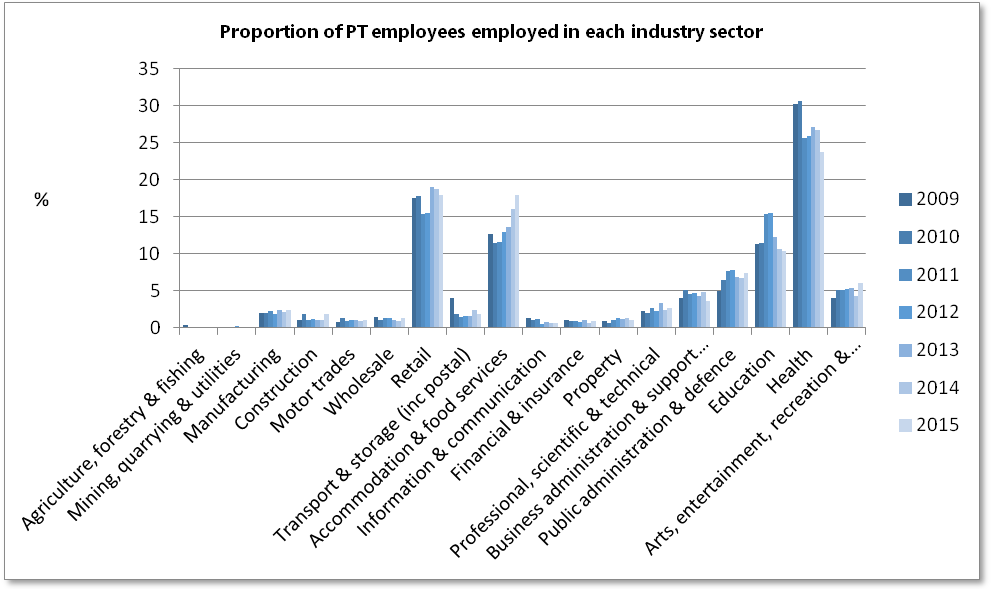 Proportion of PT employees employed in each industry sector
35
30
25
20
15
10
5
0
%
Agriculture, forestry & fishing
Mining, quarrying & utilities
Manufacturing
Construction
Motor trades
Wholesale
Retail
Transport & storage (inc postal)
Accommodation & food services
Information & communication
Financial & insurance
Property
Professional, scientific & technical
Business administration & support...
Public administration & defence
Education
Health
Arts, entertainment, recreation &...
2009
2010
2011
2012
2013
2014
2015